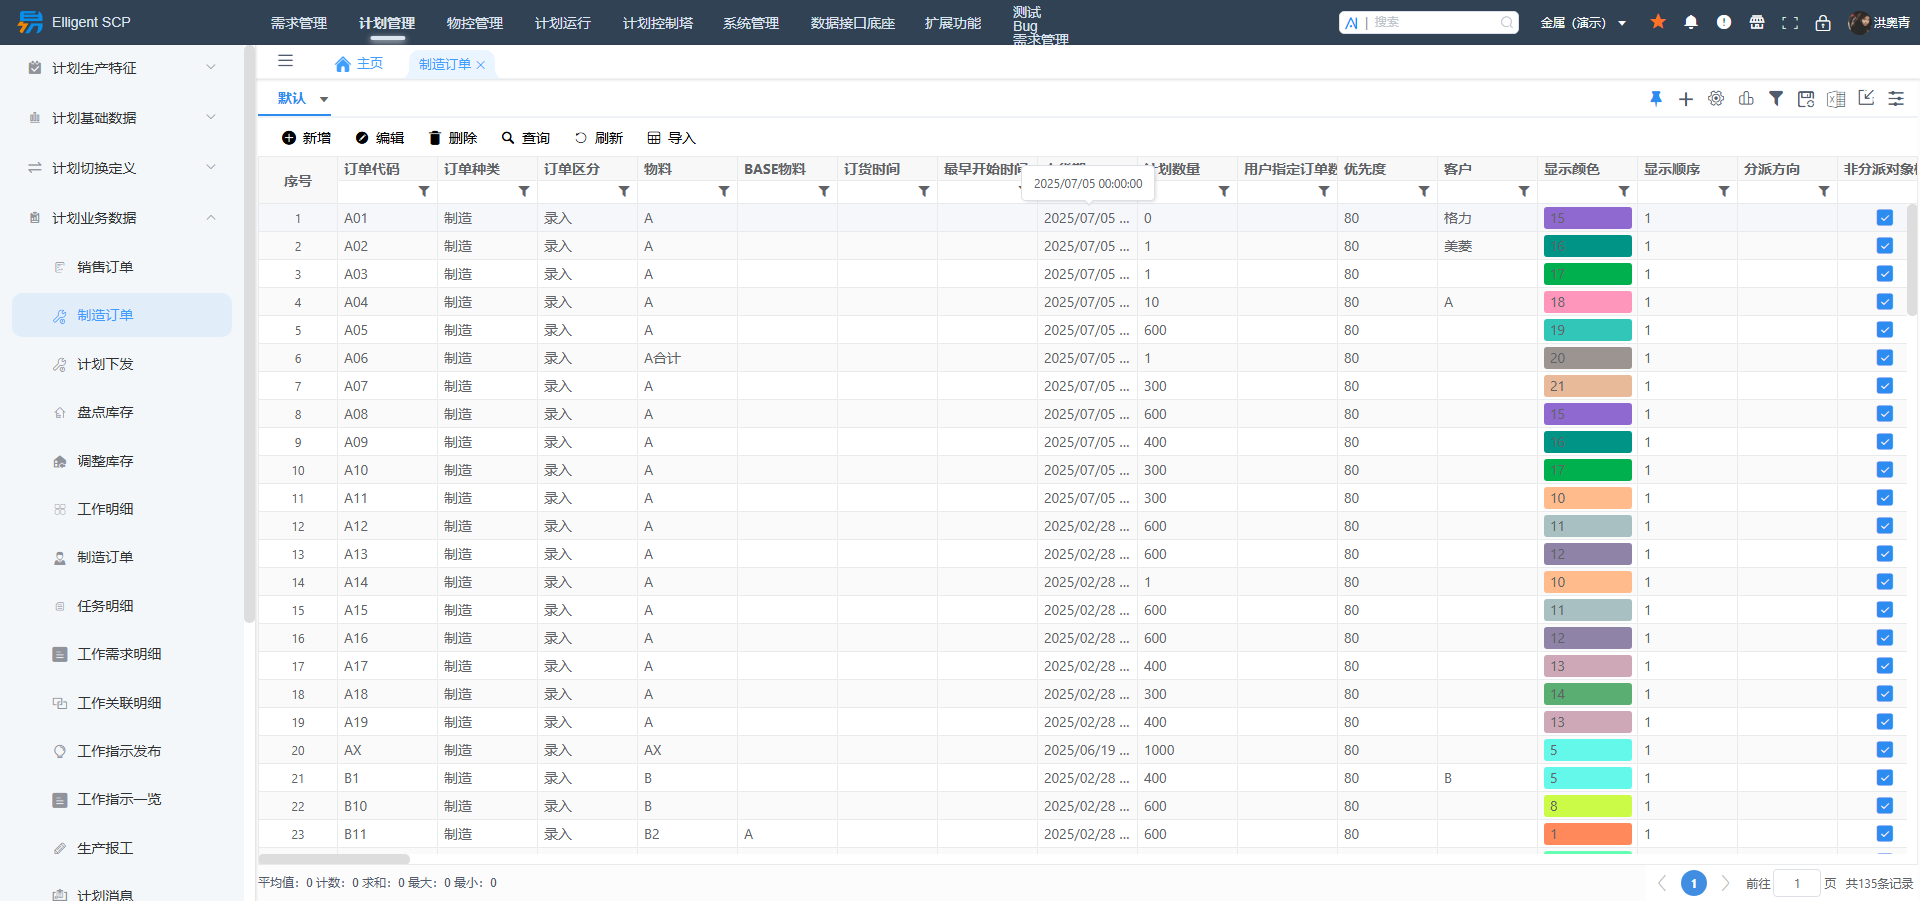 Elligent SCP
需求管理 计划管理 物控管理 计划运行 计划控制塔 系统管理 数据接口底座 扩展功能
测试
Bug
需求管理
AI | 搜索
金属（演示）
洪奥青
计划生产特征
计划基础数据
计划切换定义
计划业务数据
销售订单
制造订单
计划下发
盘点库存
调整库存
工作明细
制造订单
任务明细
工作需求明细
工作关联明细
工作指示发布
工作指示一览
生产报工
计划消息
主页 制造订单
默认
新增 编辑 删除 查询 刷新 导入
序号 订单代码 订单种类 订单区分 物料 BASE物料 订货时间 最早开始时间 计划数量 用户指定订单数 优先度 客户 显示颜色 显示顺序 分派方向 非分派对象
2025/07/05 00:00:00
1 A01 制造 录入 A 2025/07/05 ... 0 80 格力 15 1
2 A02 制造 录入 A 2025/07/05 ... 1 80 美菱 16 1
3 A03 制造 录入 A 2025/07/05 ... 1 80 17 1
4 A04 制造 录入 A 2025/07/05 ... 10 80 A 18 1
5 A05 制造 录入 A 2025/07/05 ... 600 80 19 1
6 A06 制造 录入 A合计 2025/07/05 ... 1 80 20 1
7 A07 制造 录入 A 2025/07/05 ... 300 80 21 1
8 A08 制造 录入 A 2025/07/05 ... 600 80 15 1
9 A09 制造 录入 A 2025/07/05 ... 400 80 16 1
10 A10 制造 录入 A 2025/07/05 ... 300 80 17 1
11 A11 制造 录入 A 2025/07/05 ... 300 80 10 1
12 A12 制造 录入 A 2025/02/28 ... 600 80 11 1
13 A13 制造 录入 A 2025/02/28 ... 600 80 12 1
14 A14 制造 录入 A 2025/02/28 ... 1 80 10 1
15 A15 制造 录入 A 2025/02/28 ... 600 80 11 1
16 A16 制造 录入 A 2025/02/28 ... 600 80 12 1
17 A17 制造 录入 A 2025/02/28 ... 400 80 13 1
18 A18 制造 录入 A 2025/02/28 ... 300 80 14 1
19 A19 制造 录入 A 2025/02/28 ... 400 80 13 1
20 AX 制造 录入 AX 2025/06/19 ... 1000 80 5 1
21 B1 制造 录入 B 2025/02/28 ... 400 80 B 5 1
22 B10 制造 录入 B 2025/02/28 ... 600 80 8 1
23 B11 制造 录入 B2 A 2025/02/28 ... 600 80 1 1
平均值：0 计数：0 求和：0 最大：0 最小：0
1 前往 1 页 共135条记录